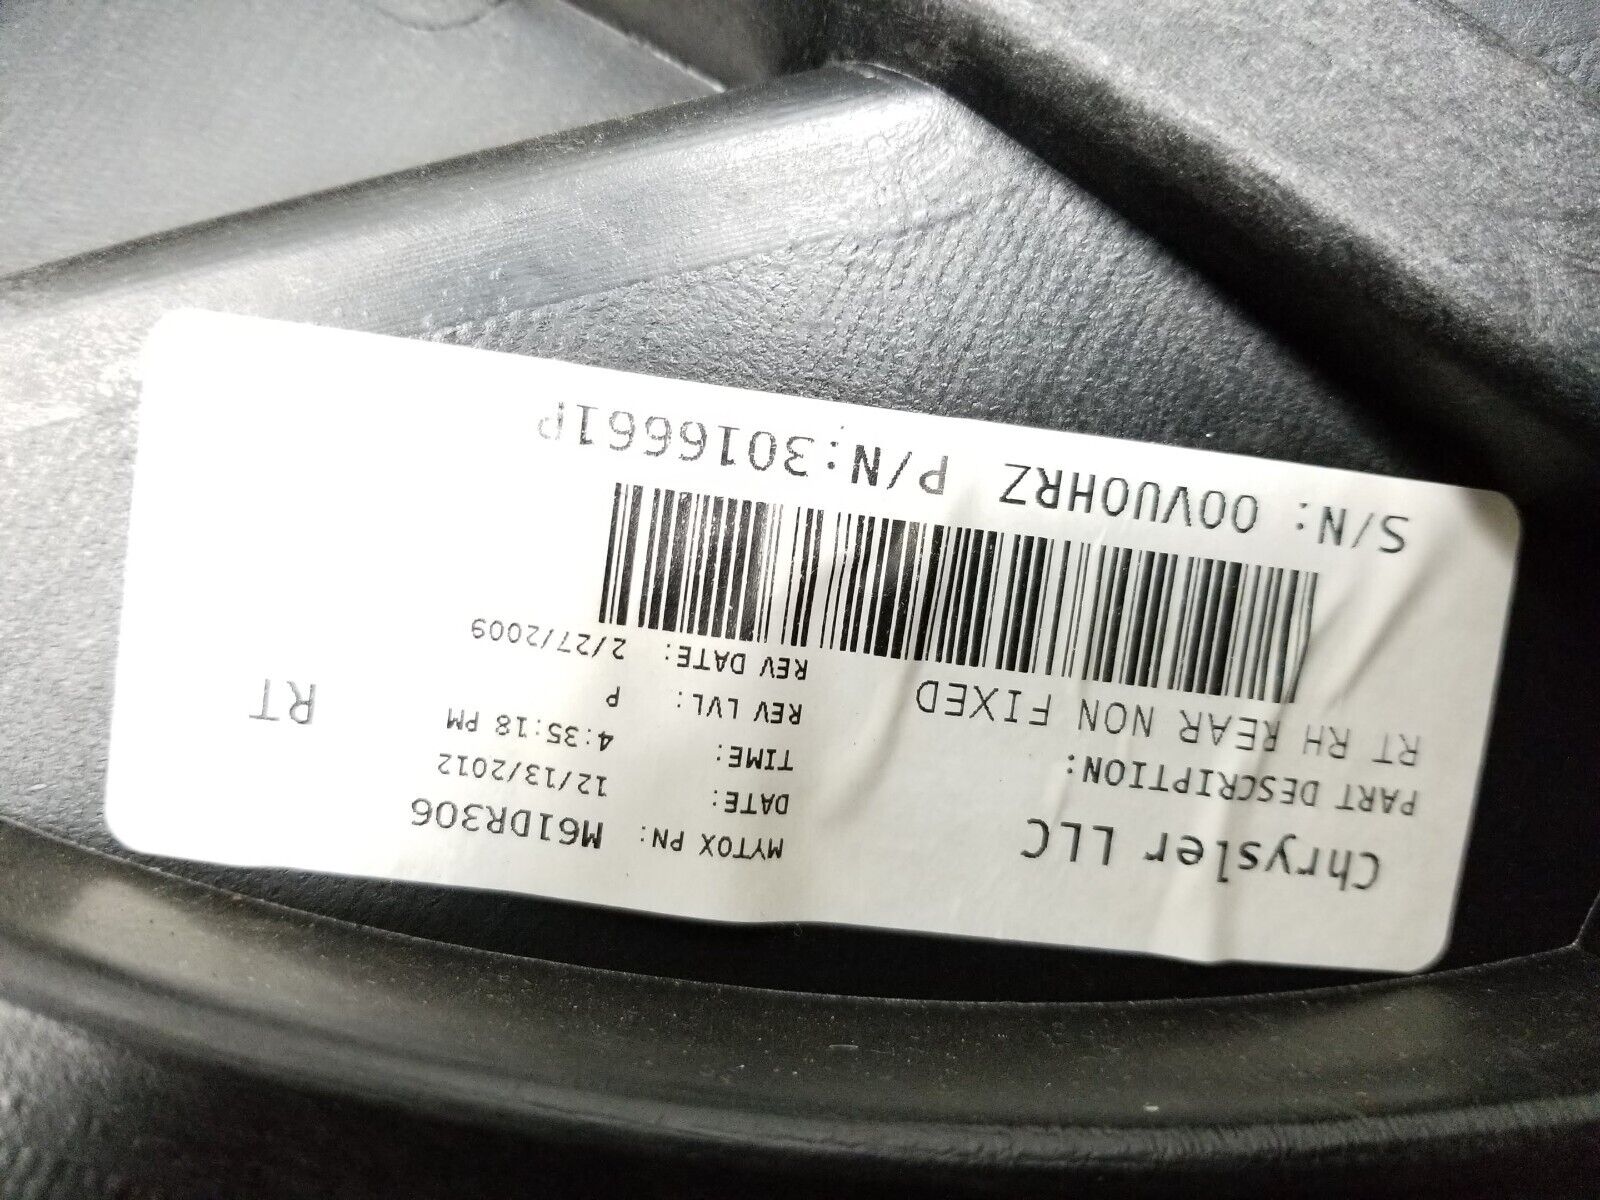 Chrysler LLC
PART DESCRIPTION:
RT RH REAR NON FIXED
MYTOX PN: M61DR306
DATE: 12/13/2012
TIME: 4:35:18 PM
REV LVL: P
REV DATE: 2/27/2009
RT
S/N: 00VU0HRZ P/N:3016661P